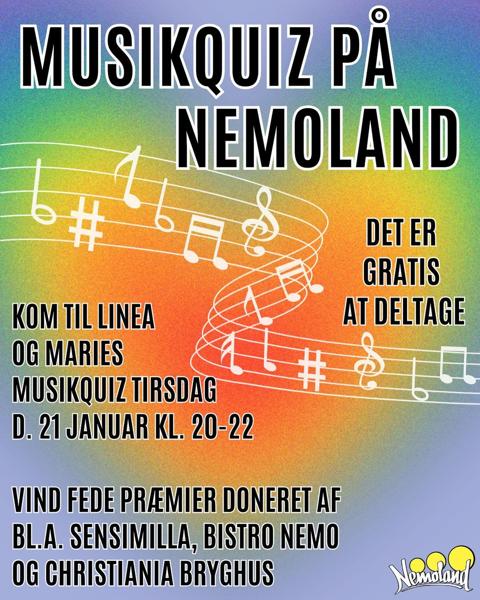 MUSIKQUIZ PÅ
NEMOLAND
DET ER
GRATIS
AT DELTAGE
KOM TIL LINEA
OG MARIES
MUSIKQUIZ TIRSDAG
D. 21 JANUAR KL. 20-22
VIND FEDE PRÆMIER DONERET AF
BL.A. SENSIMILLA, BISTRO NEMO
OG CHRISTIANIA BRYGHUS
Nemoland